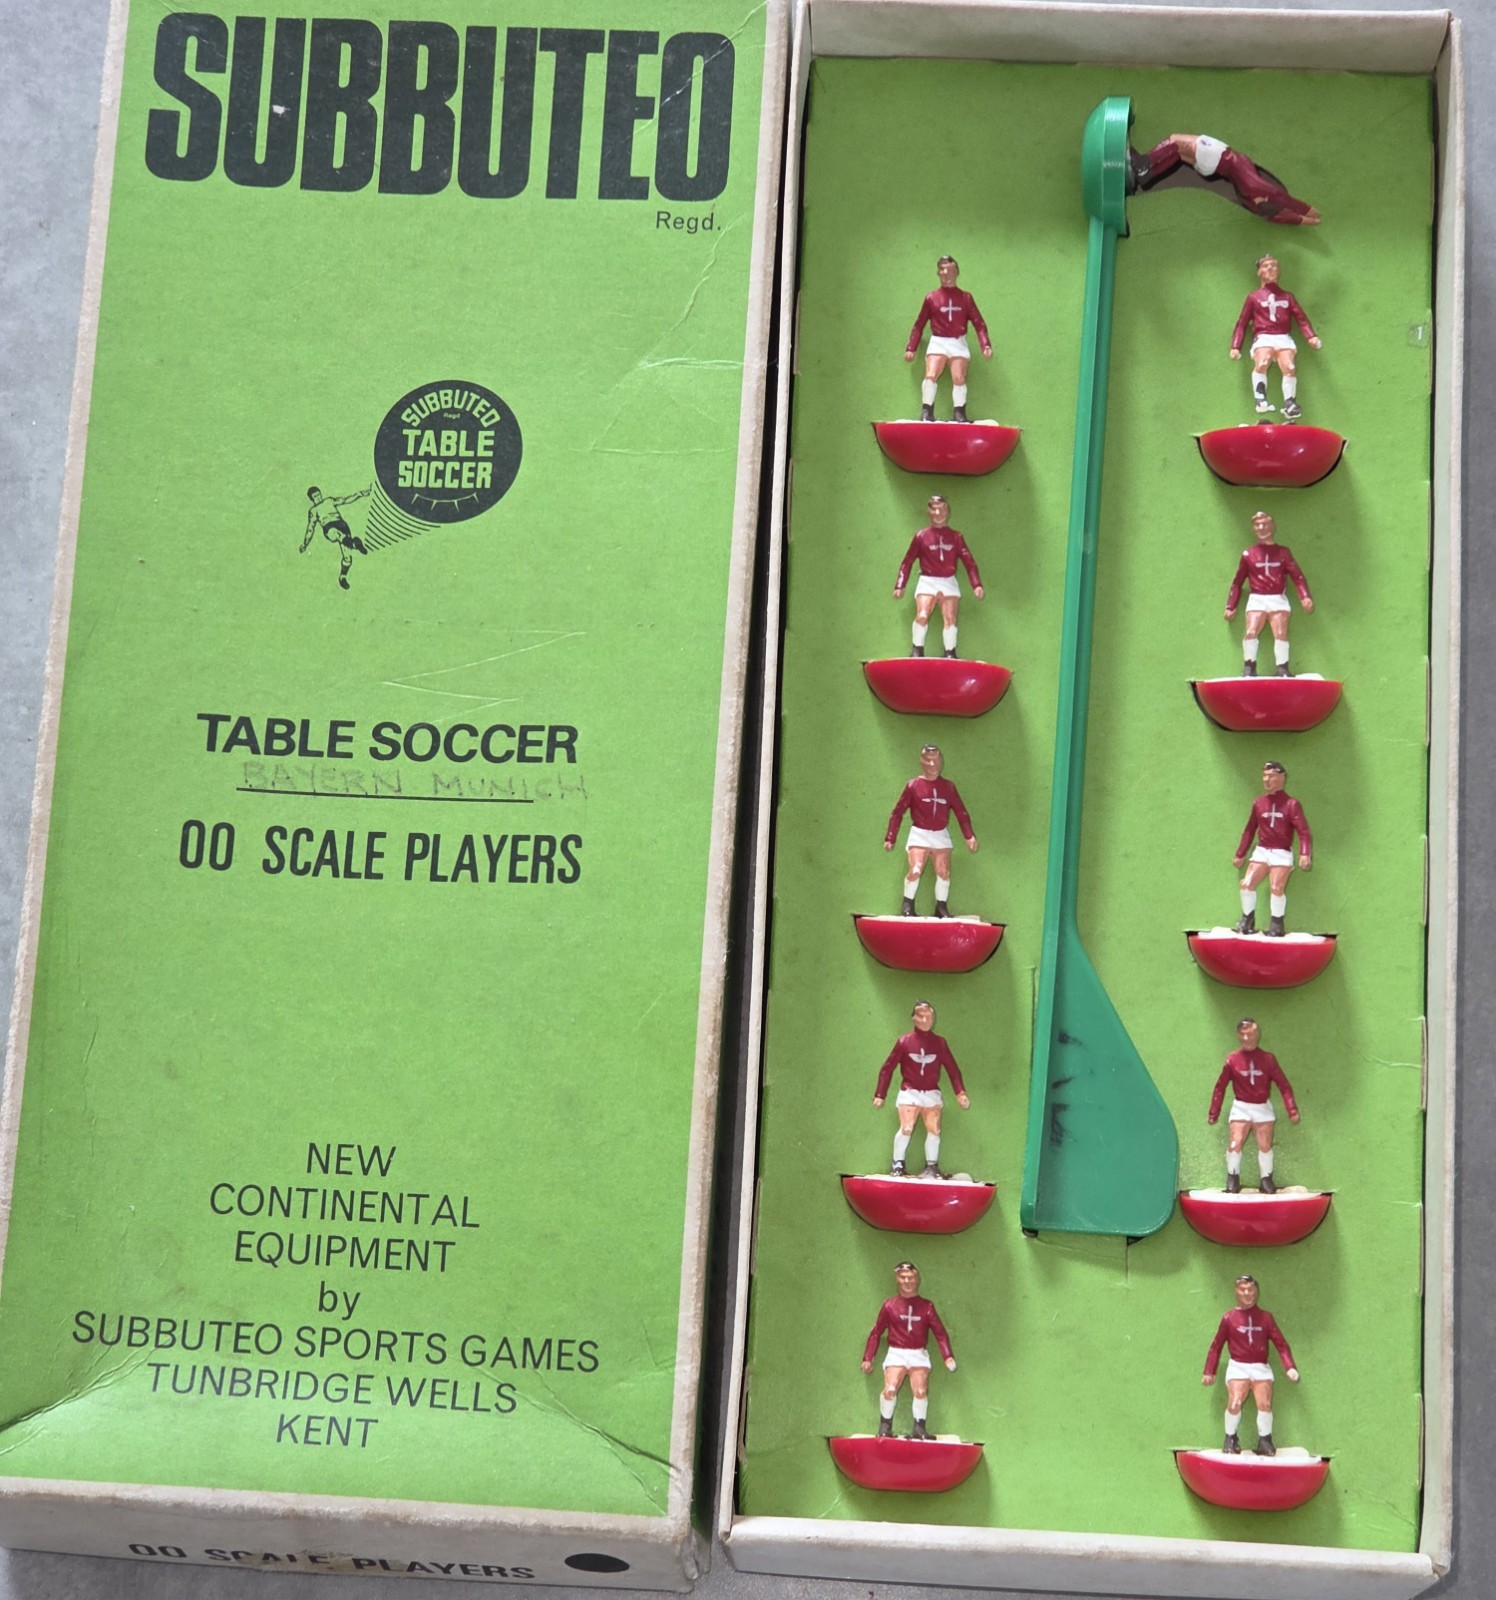 SUBBUTEO
Regd.
SUBBUTEO
Regd
TABLE
SOCCER
TABLE SOCCER
BAYERN MUNICH
00 SCALE PLAYERS
NEW
CONTINENTAL
EQUIPMENT
by
SUBBUTEO SPORTS GAMES
TUNBRIDGE WELLS
KENT
00 SCALE PLAYERS